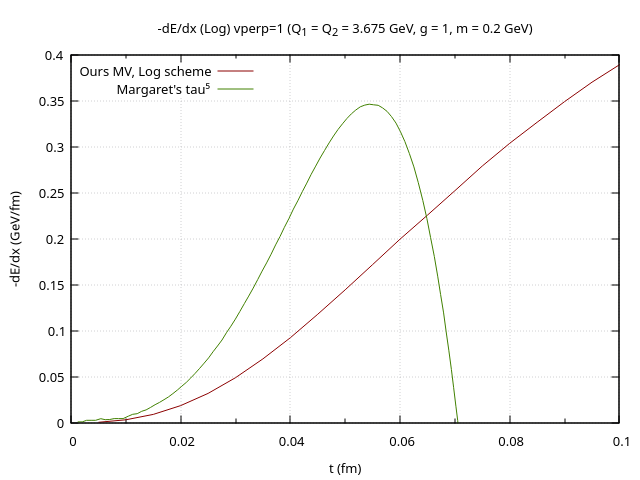 -dE/dx (Log) vperp=1 (Q₁ = Q₂ = 3.675 GeV, g = 1, m = 0.2 GeV)
Ours MV, Log scheme
Margaret's tau⁵
0.4
0.35
0.3
0.25
0.2
0.15
0.1
0.05
0
-dE/dx (GeV/fm)
0 0.02 0.04 0.06 0.08 0.1
t (fm)